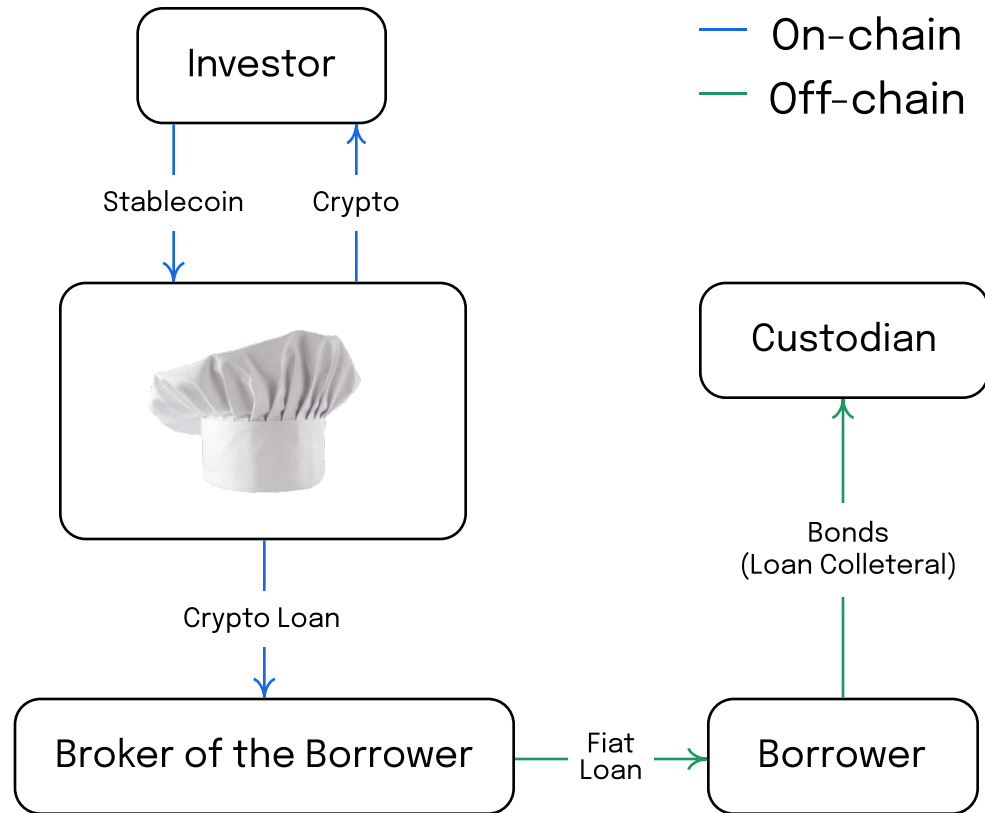 Investor
On-chain
Off-chain
Stablecoin
Crypto
Custodian
Bonds
(Loan Colleteral)
Crypto Loan
Broker of the Borrower
Fiat
Loan
Borrower